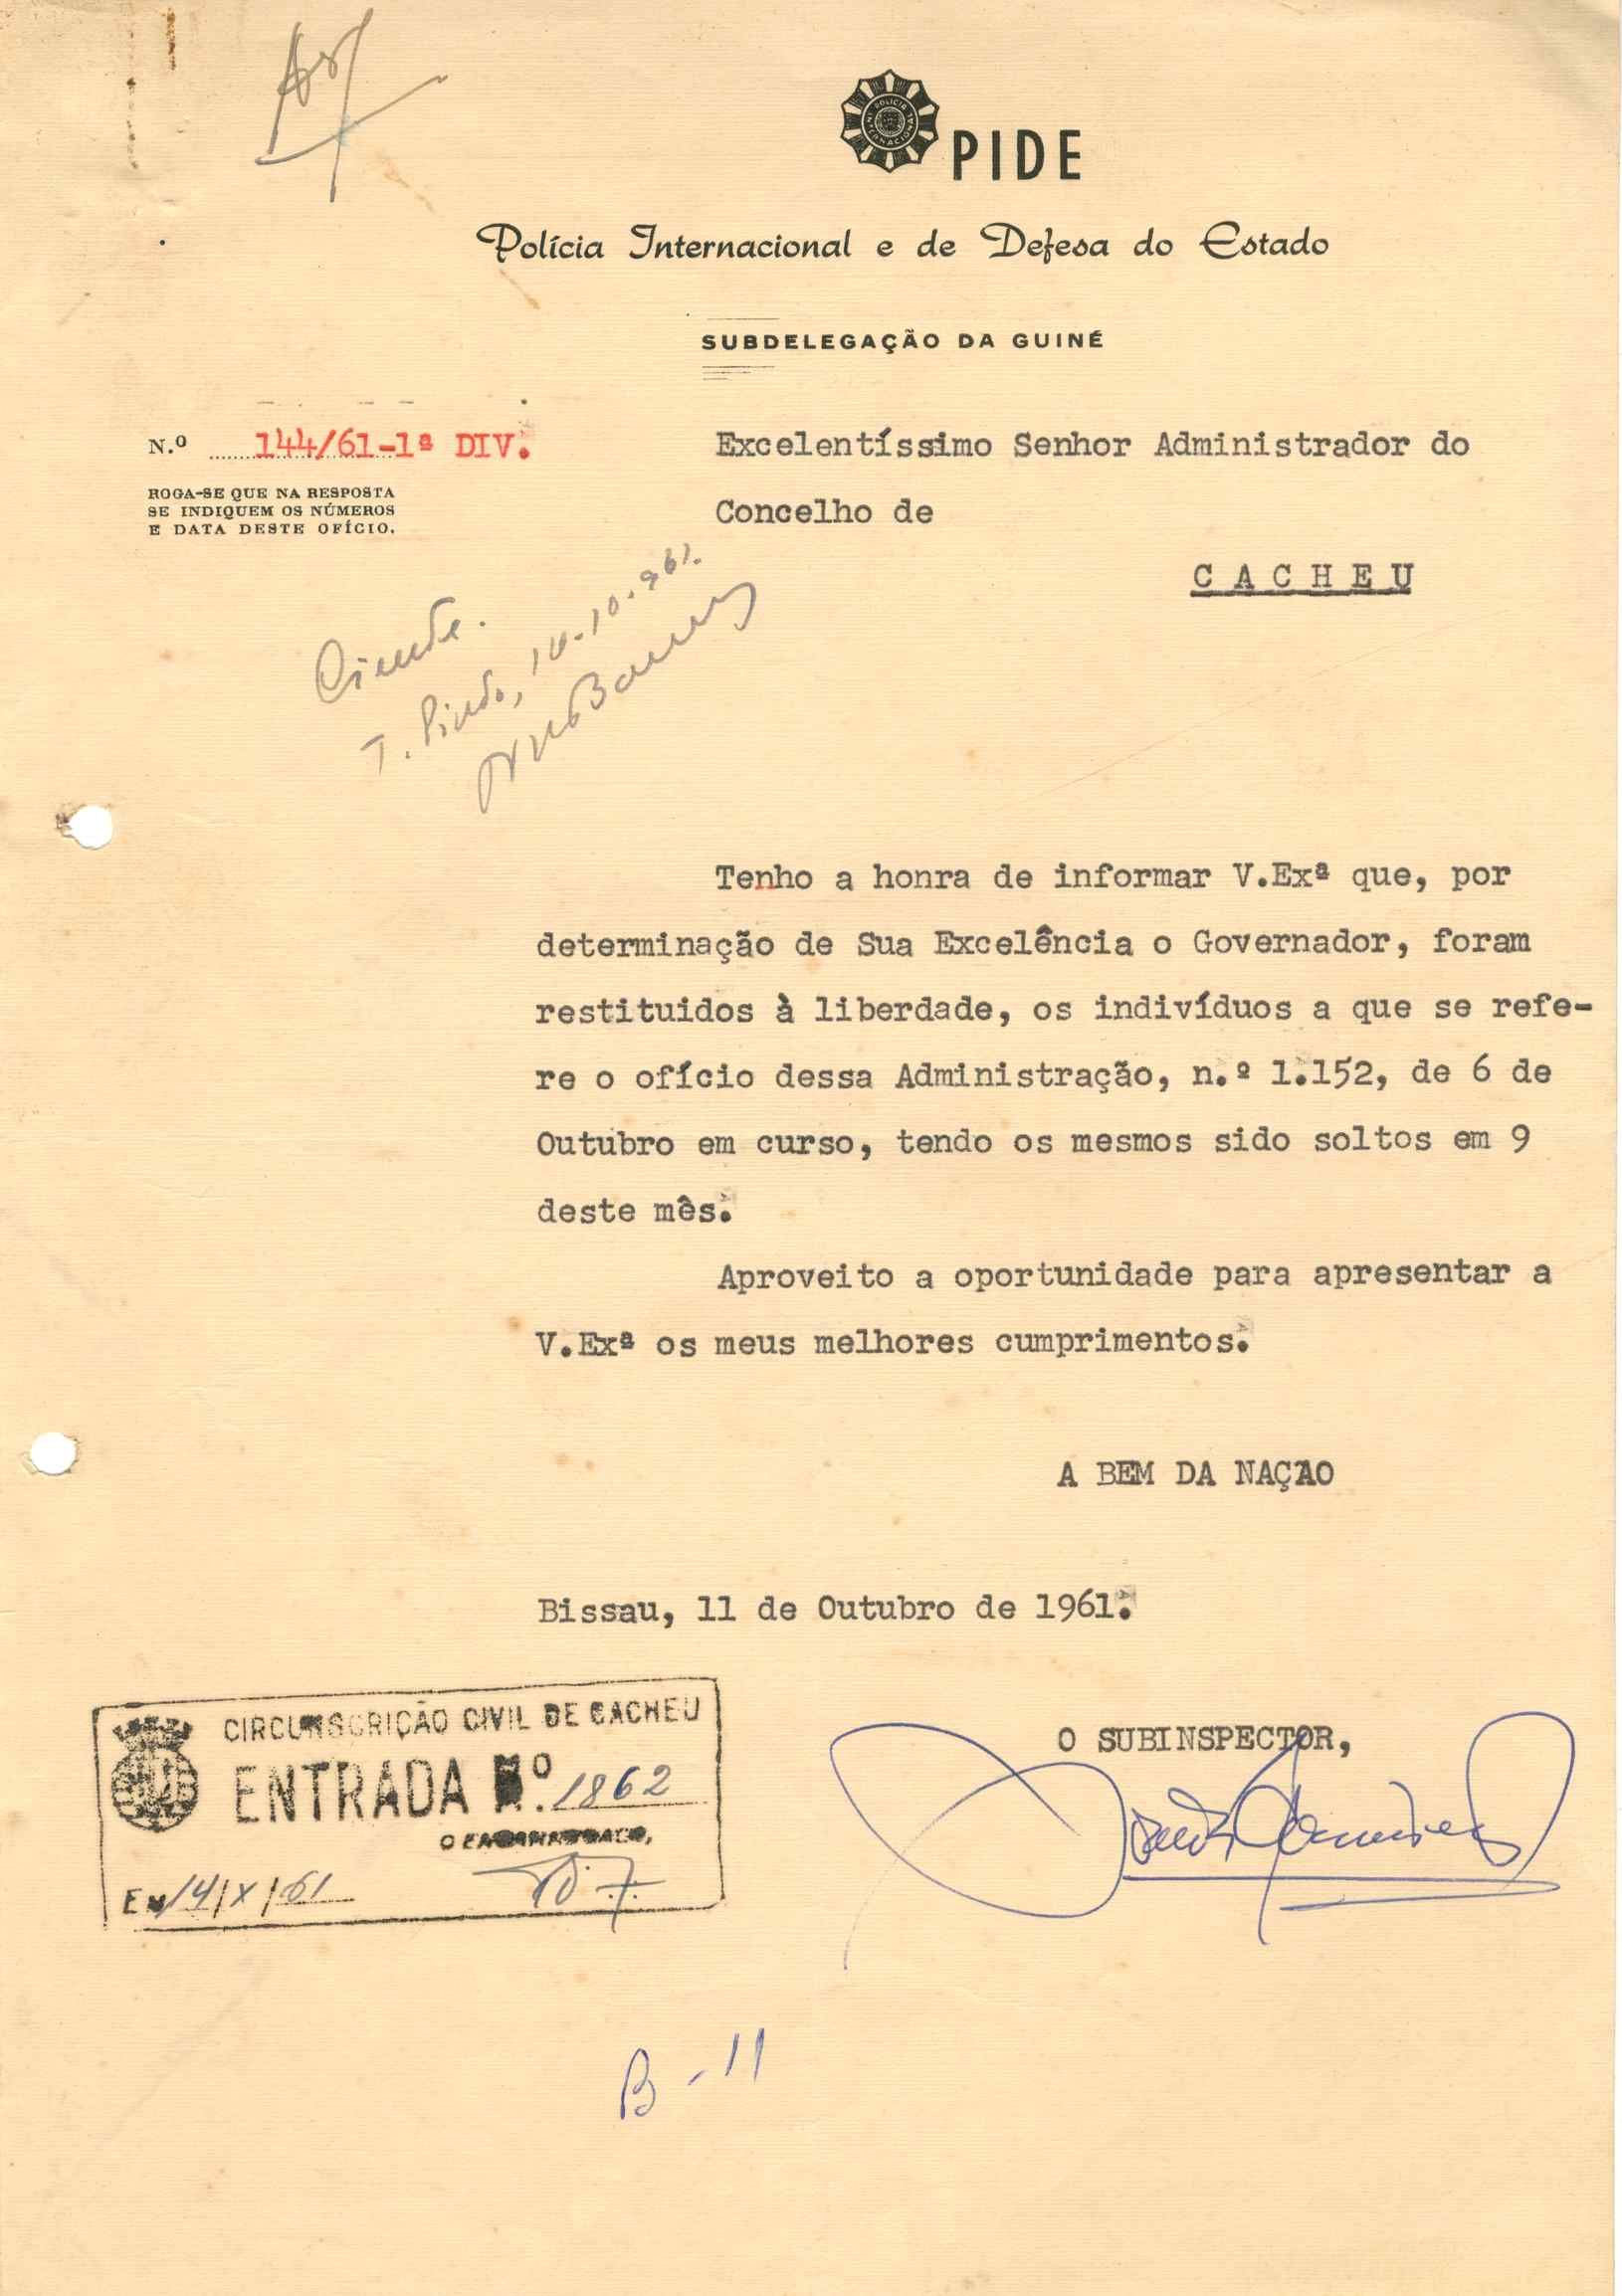 PIDE
Polícia Internacional e de Defesa do Estado
SUBDELEGAÇÃO DA GUINÉ
N.º 144/61-1ª DIV.
ROGA-SE QUE NA RESPOSTA
SE INDIQUEM OS NÚMEROS
E DATA DESTE OFÍCIO.
Excelentíssimo Senhor Administrador do
Concelho de
C A C H E U
Ciente.
T. Pinto, 14-10-961.
Tenho a honra de informar V.Exª que, por
determinação de Sua Excelência o Governador, foram
restituidos à liberdade, os indivíduos a que se refe-
re o ofício dessa Administração, n.º 1.152, de 6 de
Outubro em curso, tendo os mesmos sido soltos em 9
deste mês.
Aproveito a oportunidade para apresentar a
V.Exª os meus melhores cumprimentos.
A BEM DA NAÇAO
Bissau, 11 de Outubro de 1961.
O SUBINSPECTOR,
CIRCUNSCRIÇÃO CIVIL DE CACHEU
ENTRADA N.º 1862
Em 14/X/61
B-11